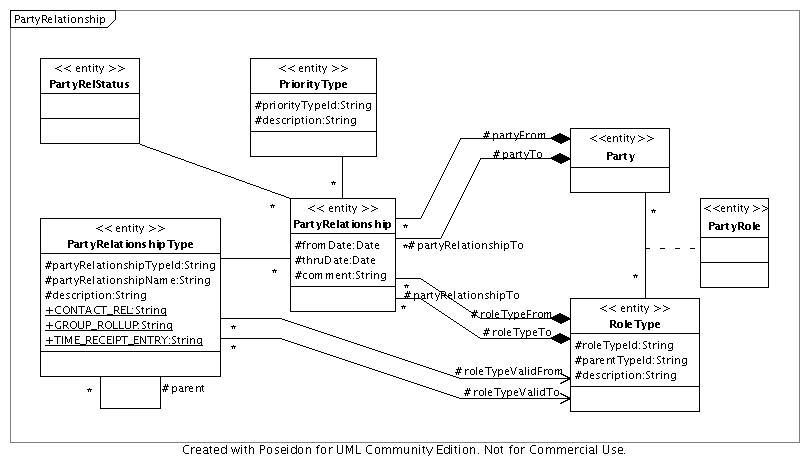 PartyRelationship
<< entity >>
PartyRelStatus
<< entity >>
PriorityType
#priorityTypeId:String
#description:String
<<entity >>
Party
<< entity >>
PartyRelationship
#fromDate:Date
#thruDate:Date
#comment:String
<<entity >>
PartyRole
<< entity >>
PartyRelationshipType
#partyRelationshipTypeId:String
#partyRelationshipName:String
#description:String
+CONTACT_REL:String
+GROUP_ROLLUP:String
+TIME_RECEIPT_ENTRY:String
<< entity >>
RoleType
#roleTypeId:String
#parentTypeId:String
#description:String
#partyFrom
*
#partyTo
*
#partyRelationshipTo
*
*
*
*
*
#partyRelationshipTo
*
#roleTypeFrom
*
#roleTypeTo
*
*
#roleTypeValidFrom
#roleTypeValidTo
*
#parent
Created with Poseidon for UML Community Edition. Not for Commercial Use.